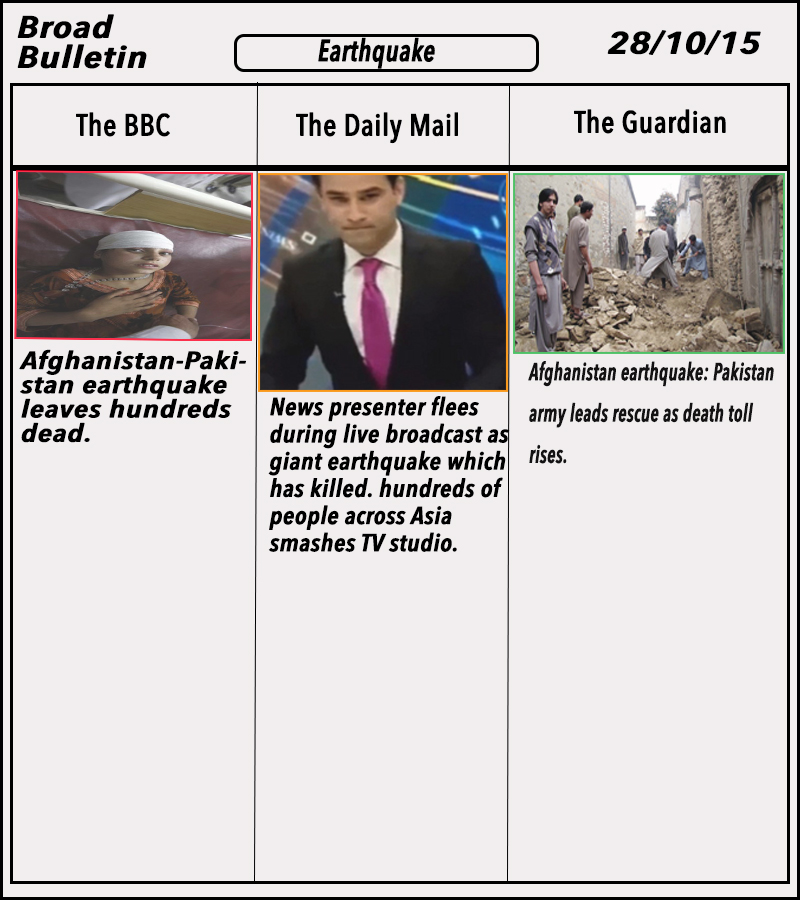 Broad
Bulletin
Earthquake
28/10/15
The BBC
The Daily Mail
The Guardian
Afghanistan-Paki-
stan earthquake
leaves hundreds
dead.
News presenter flees
during live broadcast as
giant earthquake which
has killed. hundreds of
people across Asia
smashes TV studio.
Afghanistan earthquake: Pakistan
army leads rescue as death toll
rises.